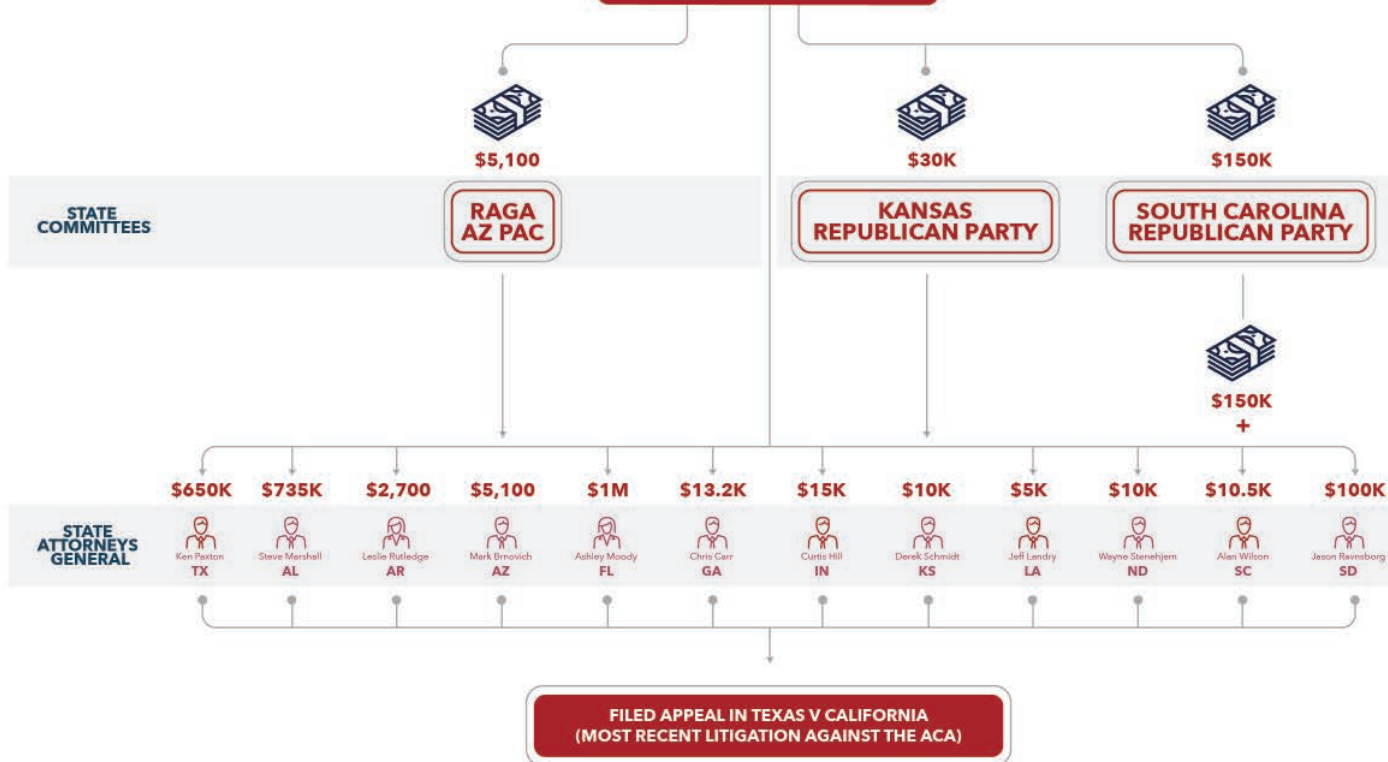 $5,100
$30K
$150K
STATE
COMMITTEES
RAGA
AZ PAC
KANSAS
REPUBLICAN PARTY
SOUTH CAROLINA
REPUBLICAN PARTY
$150K
+
$650K
$735K
$2,700
$5,100
$1M
$13.2K
$15K
$10K
$5K
$10K
$10.5K
$100K
STATE
ATTORNEYS
GENERAL
Ken Paxton
TX
Steve Marshall
AL
Leslie Rutledge
AR
Mark Brnovich
AZ
Ashley Moody
FL
Chris Carr
GA
Curtis Hill
IN
Derek Schmidt
KS
Jeff Landry
LA
Wayne Stenehjem
ND
Alan Wilson
SC
Jason Ravnsborg
SD
FILED APPEAL IN TEXAS V CALIFORNIA
(MOST RECENT LITIGATION AGAINST THE ACA)